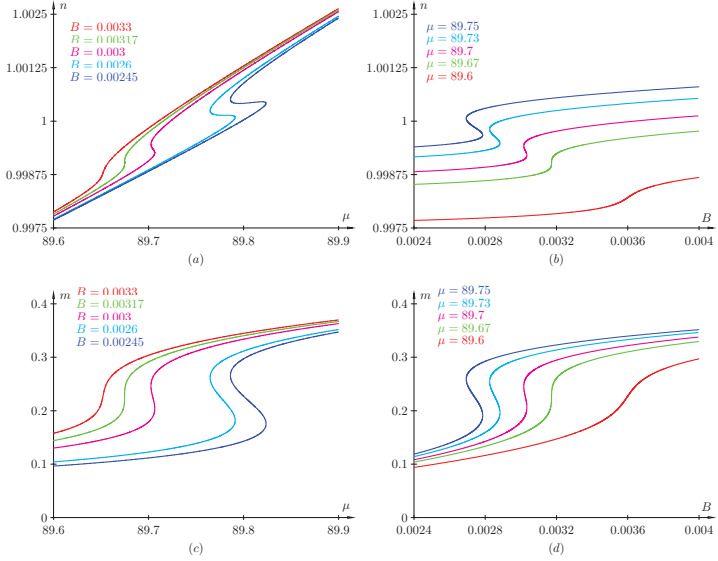 n
1.0025
B = 0.0033
B = 0.00317
B = 0.003
B = 0.0026
B = 0.00245
1.00125
1
0.99875
0.9975
μ
89.6 89.7 89.8 89.9
(a)
n
1.0025
μ = 89.75
μ = 89.73
μ = 89.7
μ = 89.67
μ = 89.6
1.00125
1
0.99875
0.9975
B
0.0024 0.0028 0.0032 0.0036 0.004
(b)
m
B = 0.0033
B = 0.00317
B = 0.003
B = 0.0026
B = 0.00245
0.4
0.3
0.2
0.1
0
μ
89.6 89.7 89.8 89.9
(c)
m
μ = 89.75
μ = 89.73
μ = 89.7
μ = 89.67
μ = 89.6
0.4
0.3
0.2
0.1
0
B
0.0024 0.0028 0.0032 0.0036 0.004
(d)